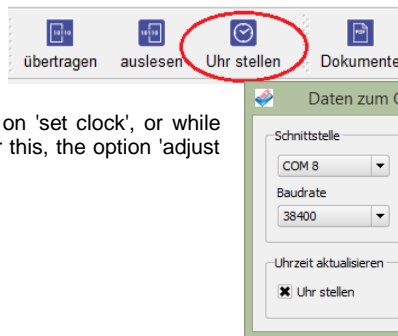 übertragen auslesen Uhr stellen Dokumente
on 'set clock', or while
this, the option 'adjust
Daten zum
Schnittstelle
COM 8
Baudrate
38400
Uhrzeit aktualisieren
Uhr stellen